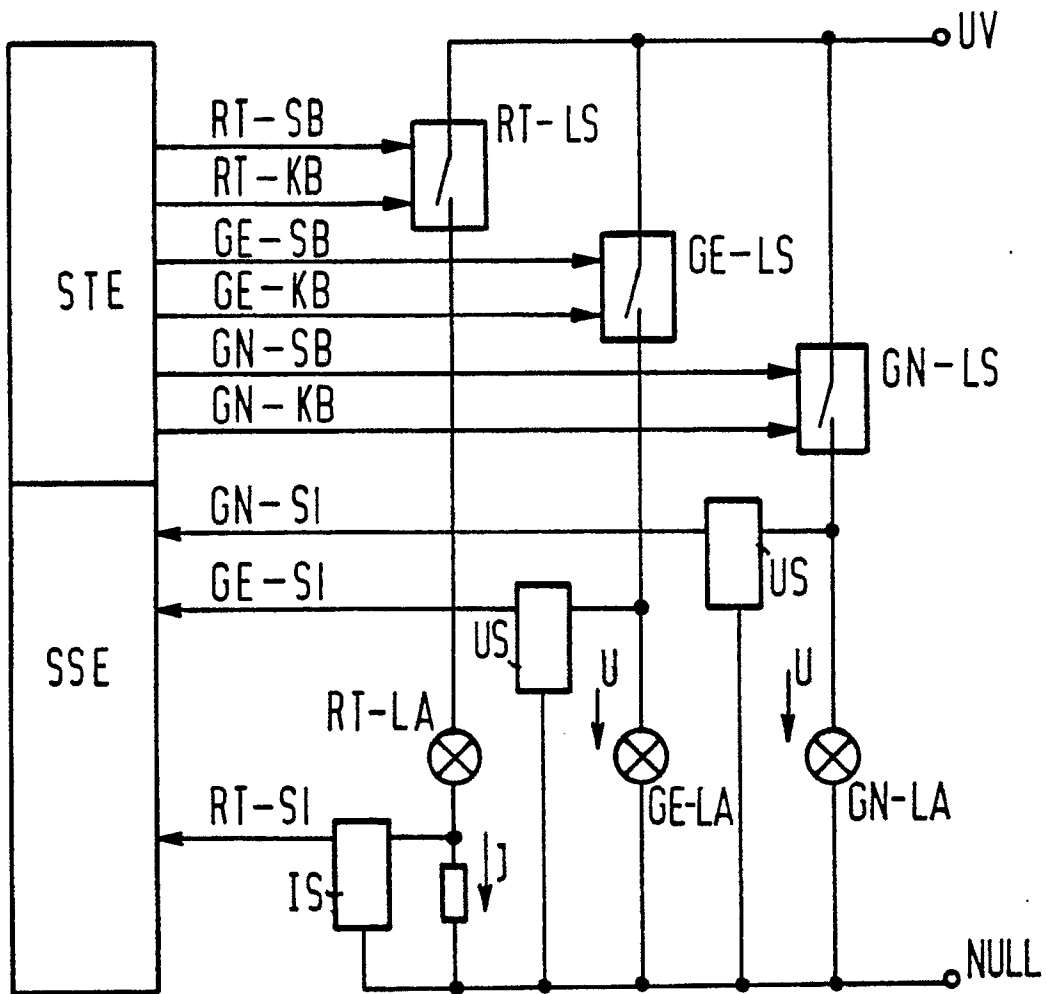 UV
RT-SB
RT-LS
RT-KB
GE-SB
GE-LS
STE
GE-KB
GN-SB
GN-LS
GN-KB
GN-SI
US
GE-SI
US
SSE
U
U
RT-LA
GE-LA
GN-LA
RT-SI
J
IS
NULL